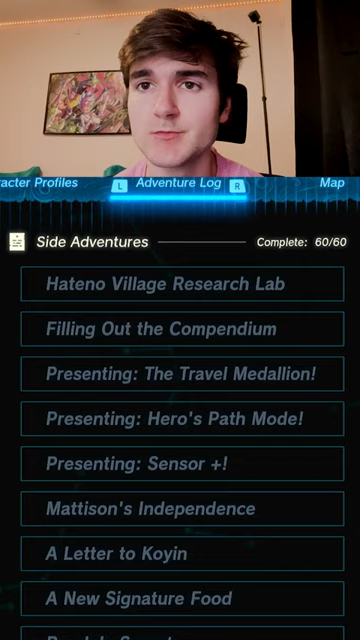 racter Profiles L Adventure Log R Map
Side Adventures Complete: 60/60
Hateno Village Research Lab
Filling Out the Compendium
Presenting: The Travel Medallion!
Presenting: Hero's Path Mode!
Presenting: Sensor +!
Mattison's Independence
A Letter to Koyin
A New Signature Food